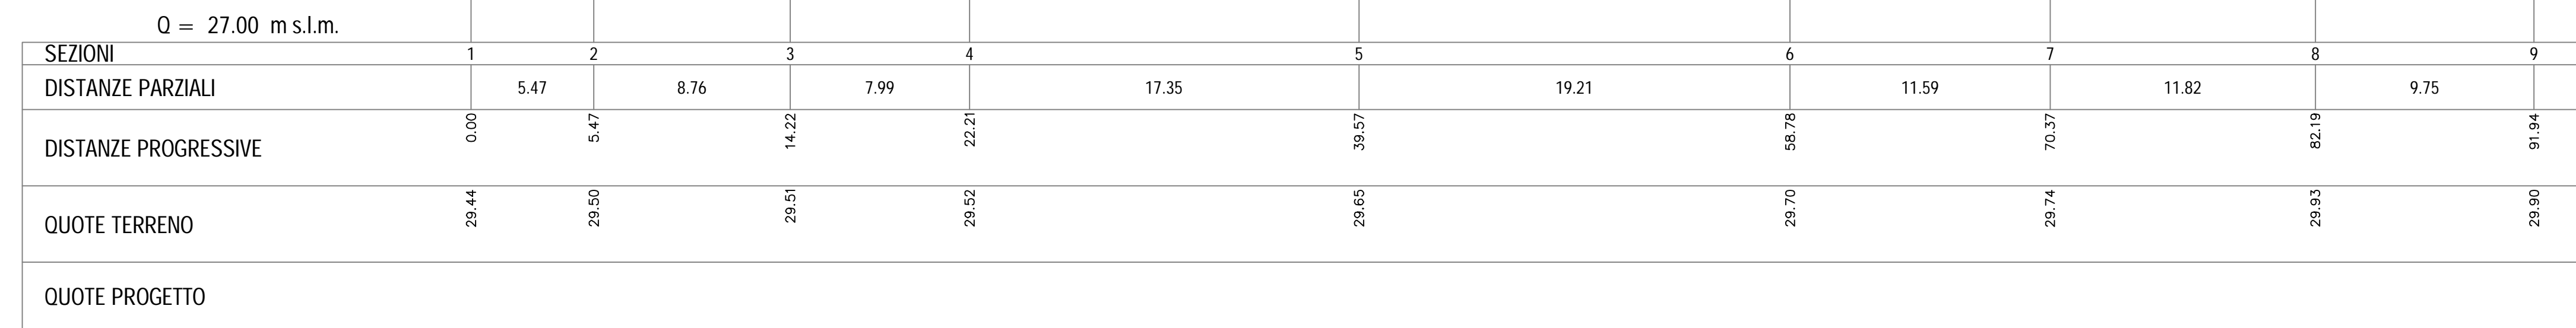 Q = 27.00 m s.l.m.
SEZIONI 1 2 3 4 5 6 7 8 9
DISTANZE PARZIALI 5.47 8.76 7.99 17.35 19.21 11.59 11.82 9.75
DISTANZE PROGRESSIVE 0.00 5.47 14.22 22.21 39.57 58.78 70.37 82.19 91.94
QUOTE TERRENO 29.44 29.50 29.51 29.52 29.65 29.70 29.74 29.93 29.90
QUOTE PROGETTO